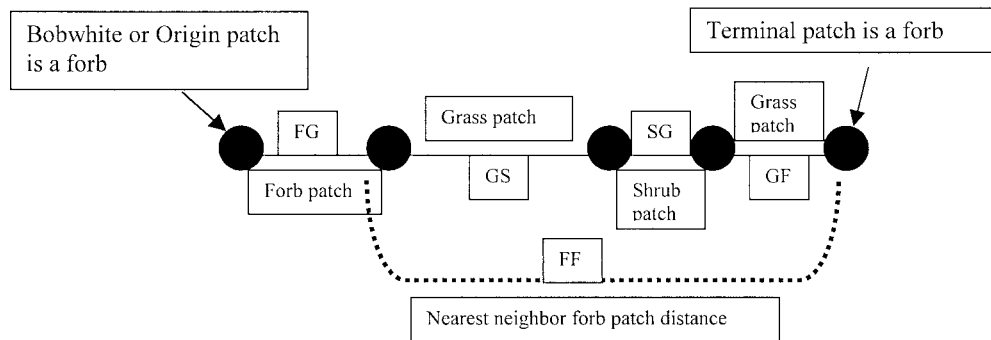 Bobwhite or Origin patch
is a forb
Terminal patch is a forb
FG
Grass patch
SG
Grass
patch
Forb patch
GS
Shrub
patch
GF
FF
Nearest neighbor forb patch distance